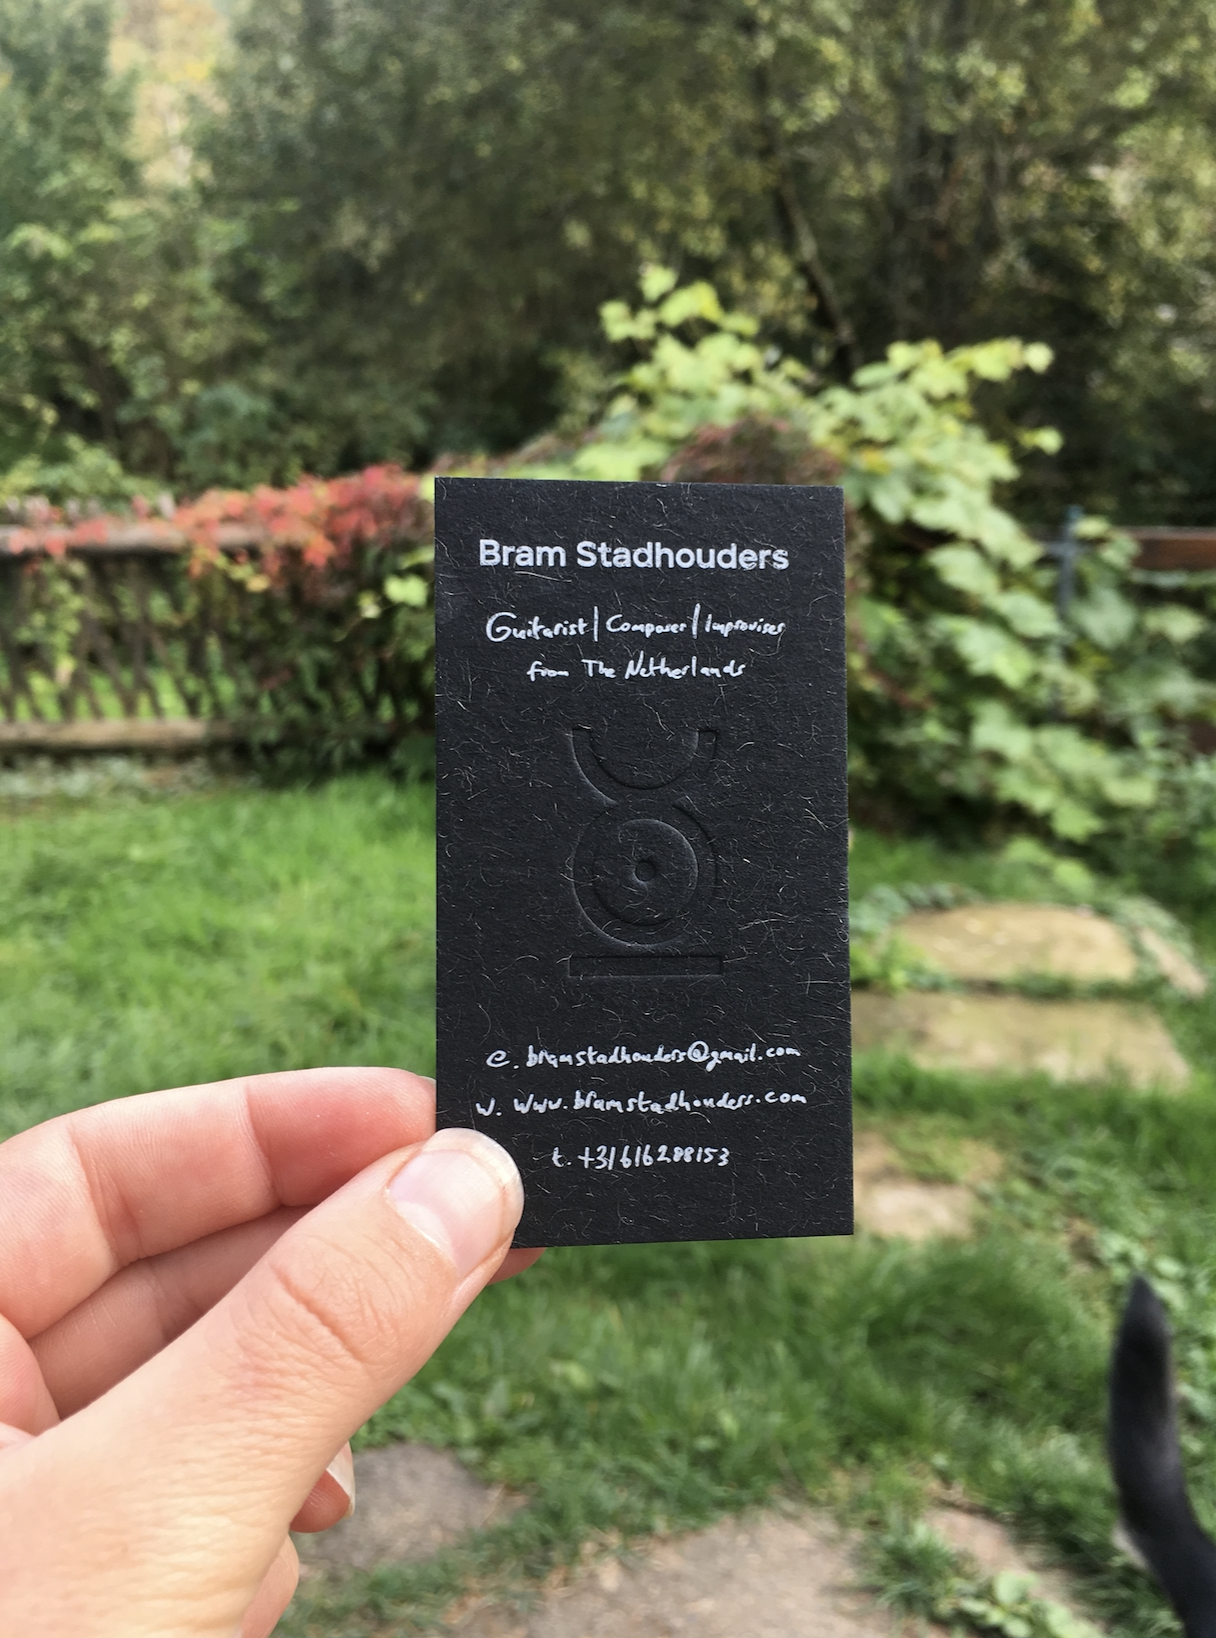 Bram Stadhouders
Guitarist | Composer | Improviser
from The Netherlands
e. bramstadhouders@gmail.com
w. www.bramstadhouders.com
t. +31616288153